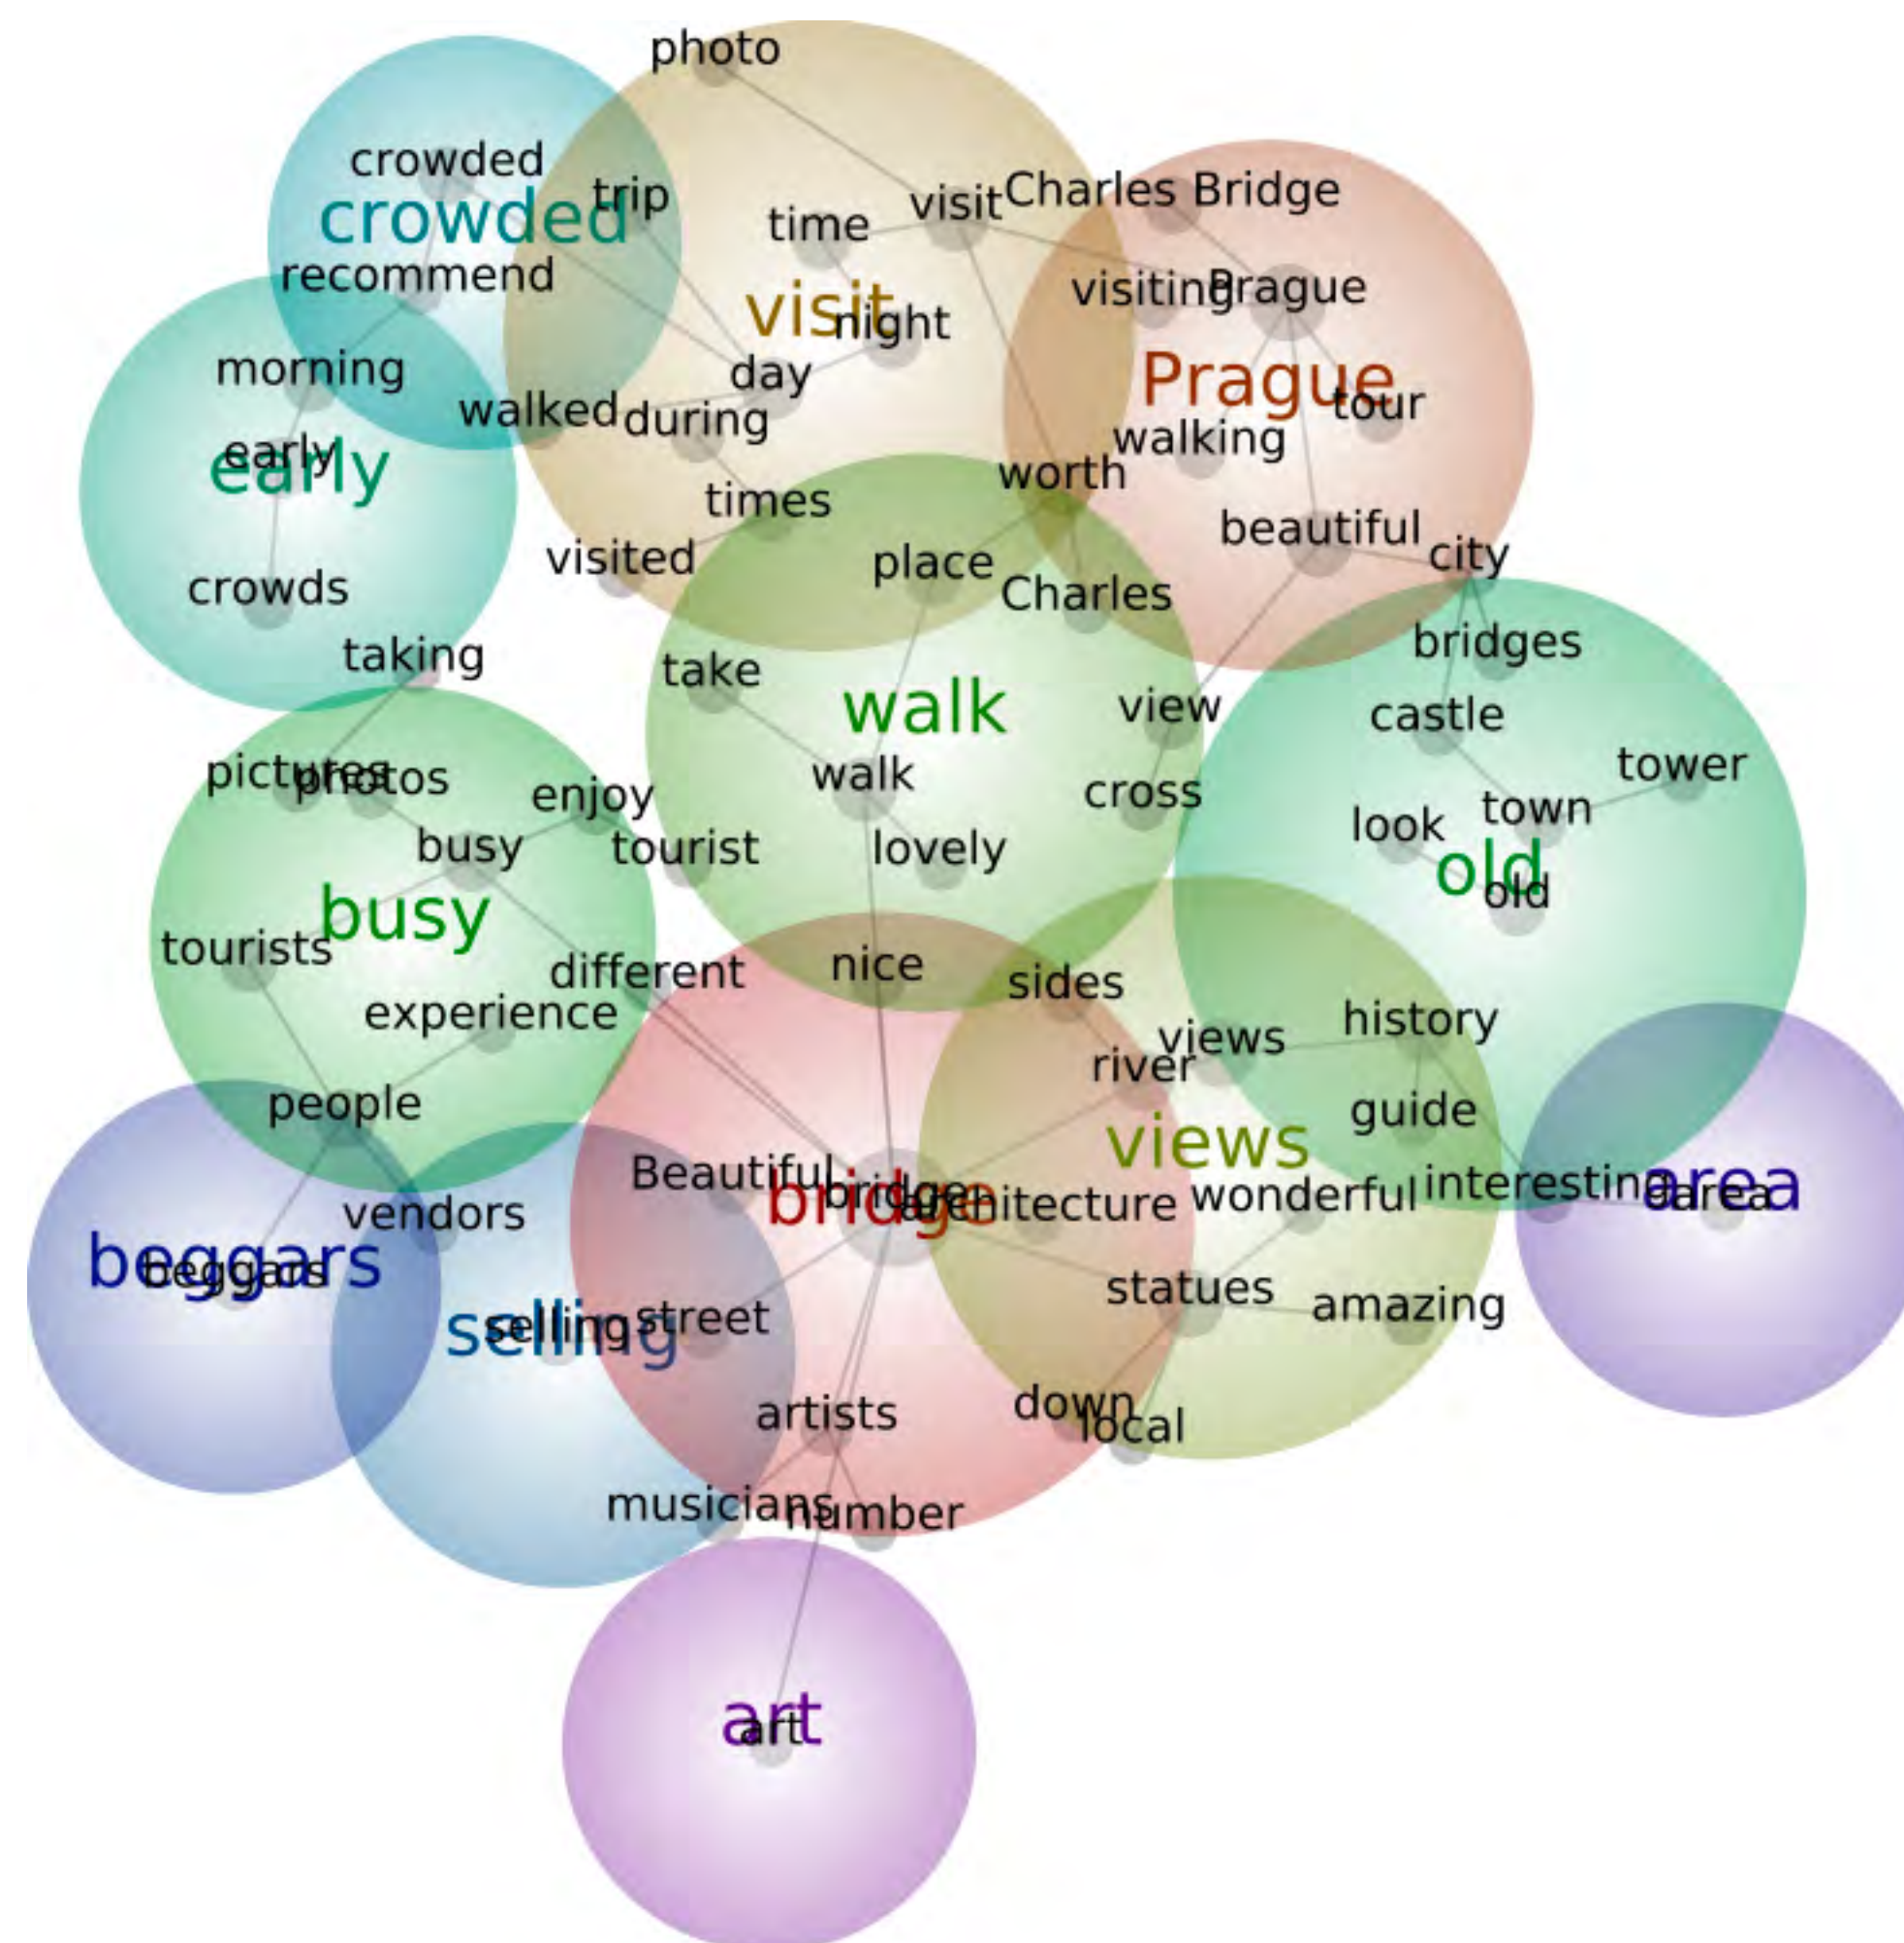 photo
crowded
trip
crowded
time
visit
Charles Bridge
recommend
visiting
Prague
visit
night
morning
day
Prague
walked
during
tour
early
early
walking
worth
times
visited
place
beautiful
city
crowds
Charles
taking
take
bridges
walk
view
castle
pictures
photos
enjoy
walk
cross
tower
town
busy
tourist
lovely
look
old
old
busy
tourists
different
nice
sides
experience
views
history
river
people
guide
views
Beautiful
bridge
bridge
architecture
wonderful
interesting
area
area
vendors
beggars
beggars
selling
selling
street
statues
amazing
artists
down
local
musicians
number
art
art